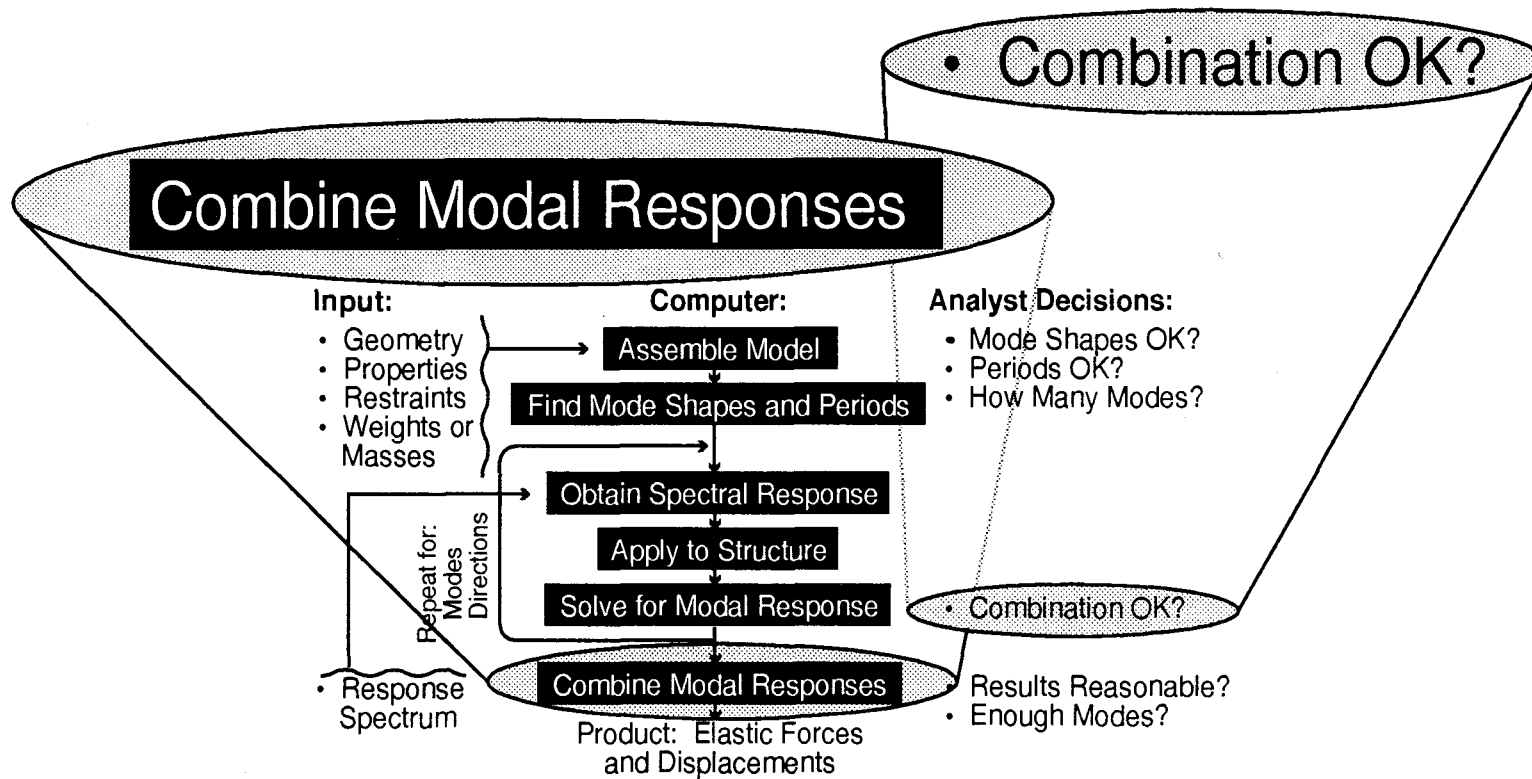 • Combination OK?
Combine Modal Responses
Input:
• Geometry
• Properties
• Restraints
• Weights or
Masses
Computer:
Assemble Model
Find Mode Shapes and Periods
Obtain Spectral Response
Apply to Structure
Solve for Modal Response
Combine Modal Responses
Product: Elastic Forces
and Displacements
Repeat for:
Modes
Directions
• Response
Spectrum
Analyst Decisions:
• Mode Shapes OK?
• Periods OK?
• How Many Modes?
• Combination OK?
• Results Reasonable?
• Enough Modes?